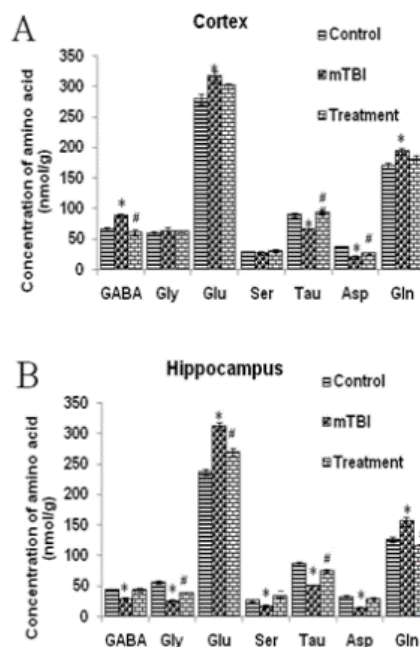 A
Cortex
Concentration of amino acid
(nmol/g)
350
300
250
200
150
100
50
0
Control
mTBI
Treatment
* # * * # # * # *
GABA Gly Glu Ser Tau Asp Gln
B
Hippocampus
Concentration of amino acid
(nmol/g)
350
300
250
200
150
100
50
0
Control
mTBI
Treatment
* * # * # * * # * *
GABA Gly Glu Ser Tau Asp Gln